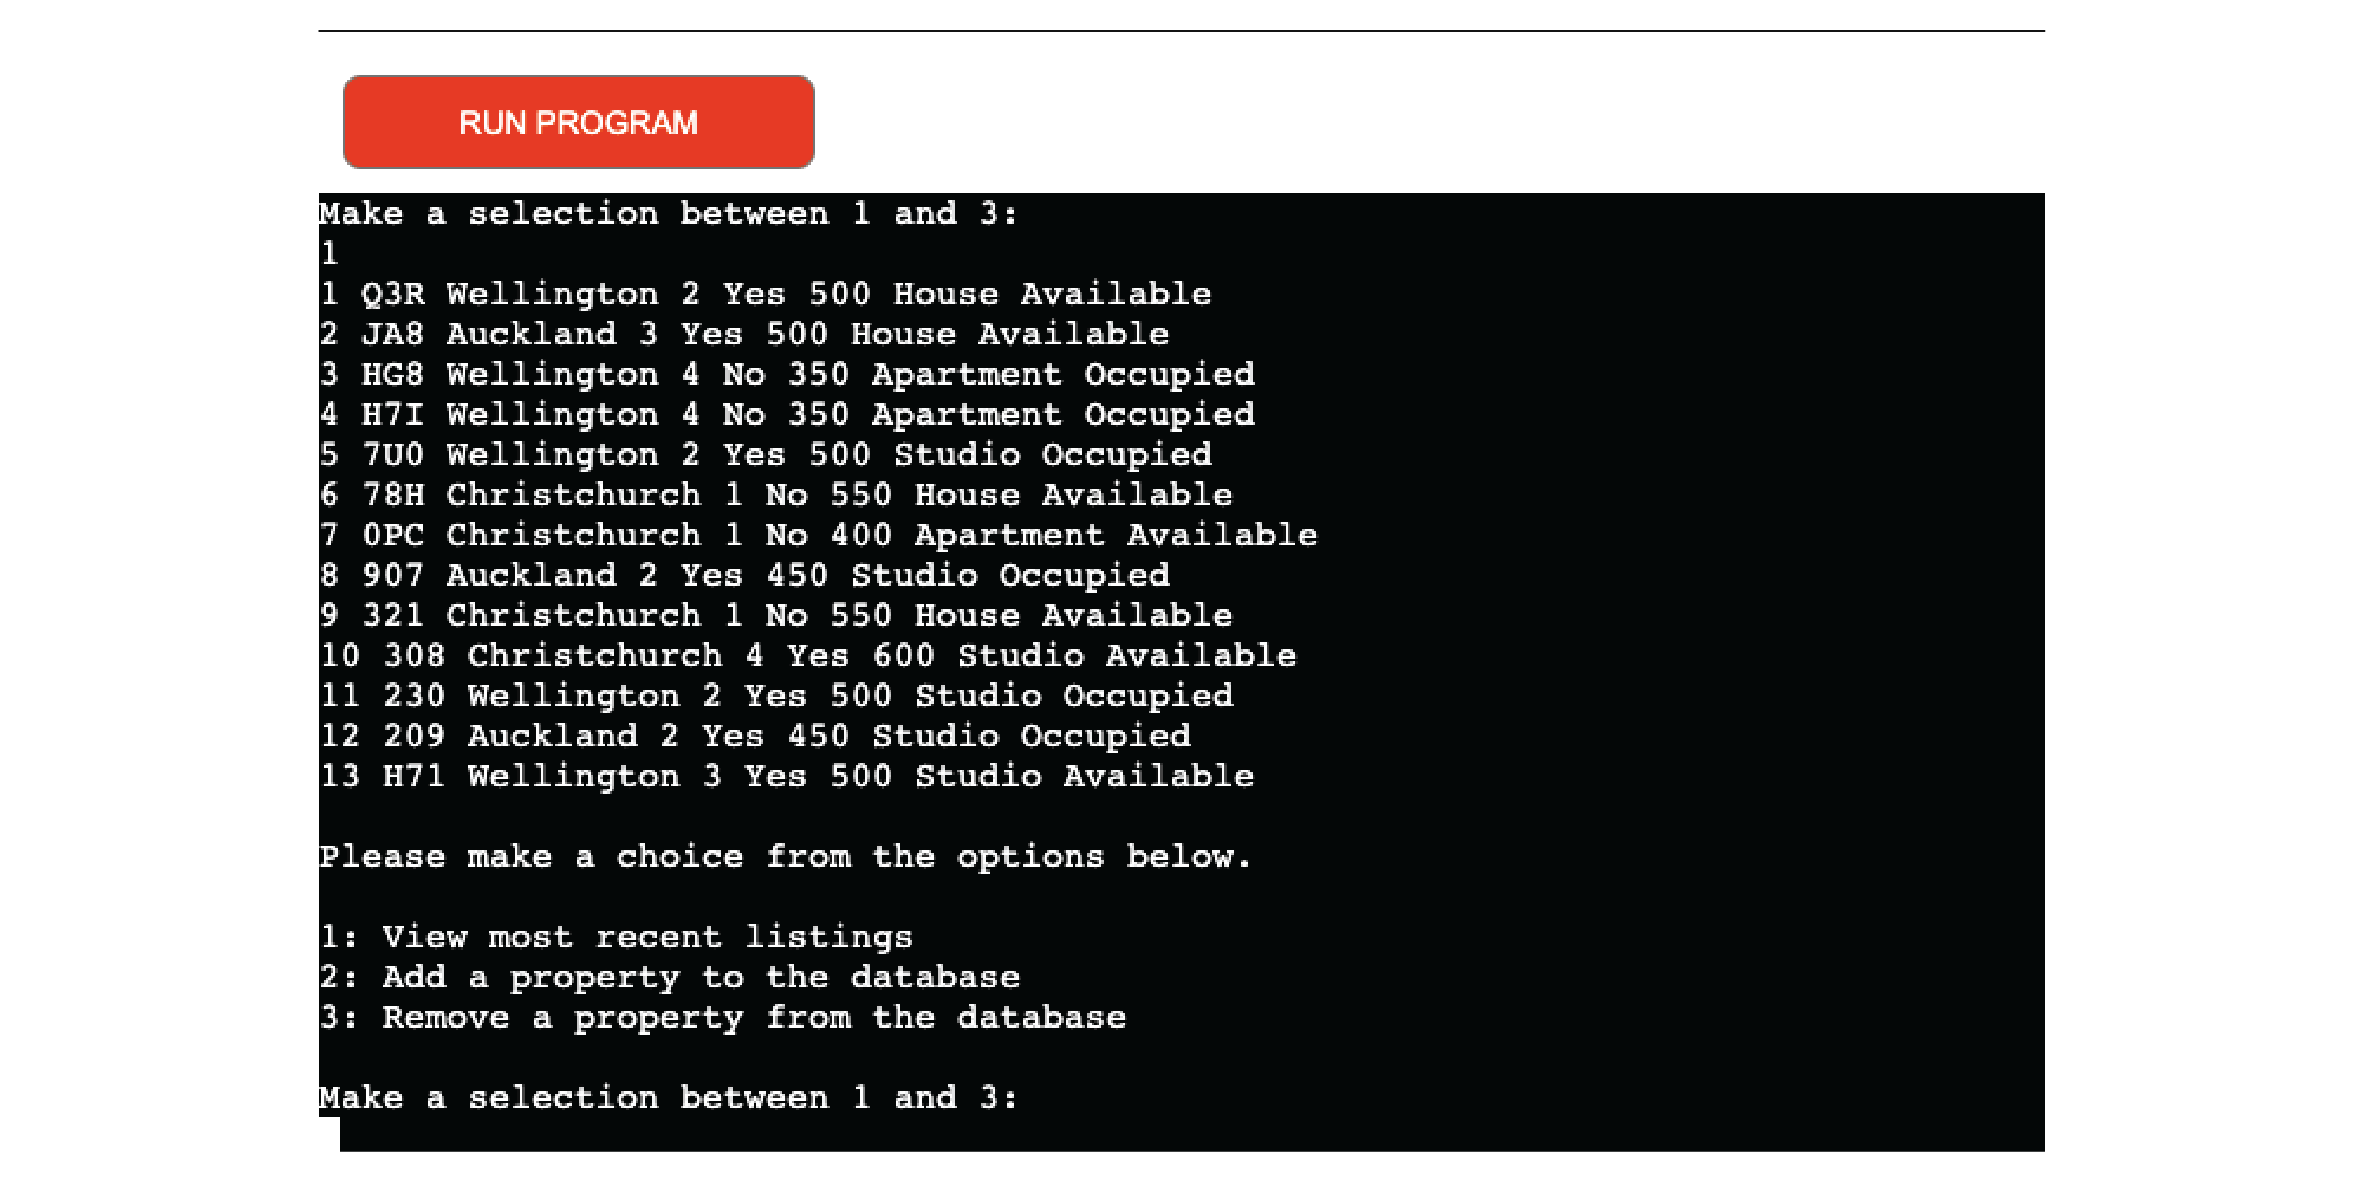 RUN PROGRAM
Make a selection between 1 and 3:
1
1 Q3R Wellington 2 Yes 500 House Available
2 JA8 Auckland 3 Yes 500 House Available
3 HG8 Wellington 4 No 350 Apartment Occupied
4 H7I Wellington 4 No 350 Apartment Occupied
5 7U0 Wellington 2 Yes 500 Studio Occupied
6 78H Christchurch 1 No 550 House Available
7 0PC Christchurch 1 No 400 Apartment Available
8 907 Auckland 2 Yes 450 Studio Occupied
9 321 Christchurch 1 No 550 House Available
10 308 Christchurch 4 Yes 600 Studio Available
11 230 Wellington 2 Yes 500 Studio Occupied
12 209 Auckland 2 Yes 450 Studio Occupied
13 H71 Wellington 3 Yes 500 Studio Available
Please make a choice from the options below.
1: View most recent listings
2: Add a property to the database
3: Remove a property from the database
Make a selection between 1 and 3: